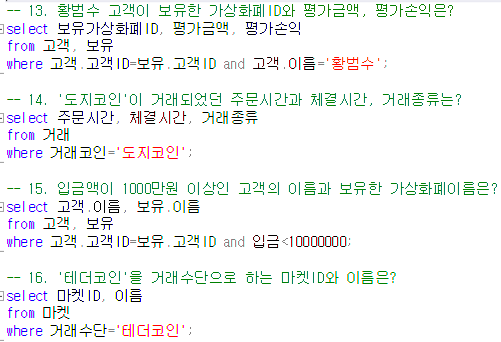 -- 13. 황범수 고객이 보유한 가상화폐ID와 평가금액, 평가손익은?
select 보유가상화폐ID, 평가금액, 평가손익
from 고객, 보유
where 고객.고객ID=보유.고객ID and 고객.이름='황범수';
-- 14. '도지코인'이 거래되었던 주문시간과 체결시간, 거래종류는?
select 주문시간, 체결시간, 거래종류
from 거래
where 거래코인='도지코인';
-- 15. 입금액이 1000만원 이상인 고객의 이름과 보유한 가상화폐이름은?
select 고객.이름, 보유.이름
from 고객, 보유
where 고객.고객ID=보유.고객ID and 입금<10000000;
-- 16. '테더코인'을 거래수단으로 하는 마켓ID와 이름은?
select 마켓ID, 이름
from 마켓
where 거래수단='테더코인';